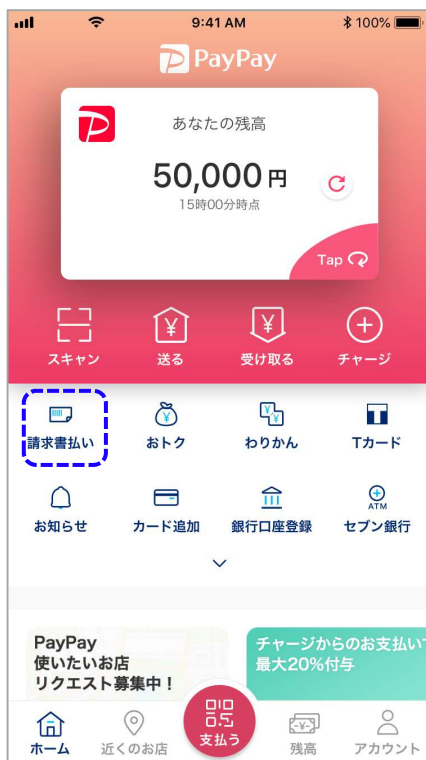 9:41 AM
100%
PayPay
あなたの残高
50,000 円
15時00分時点
Tap
スキャン
送る
受け取る
チャージ
請求書払い
おトク
わりかん
Tカード
お知らせ
カード追加
銀行口座登録
ATM
セブン銀行
PayPay
使いたいお店
リクエスト募集中！
チャージからのお支払いで
最大20%付与
ホーム
近くのお店
支払う
残高
アカウント